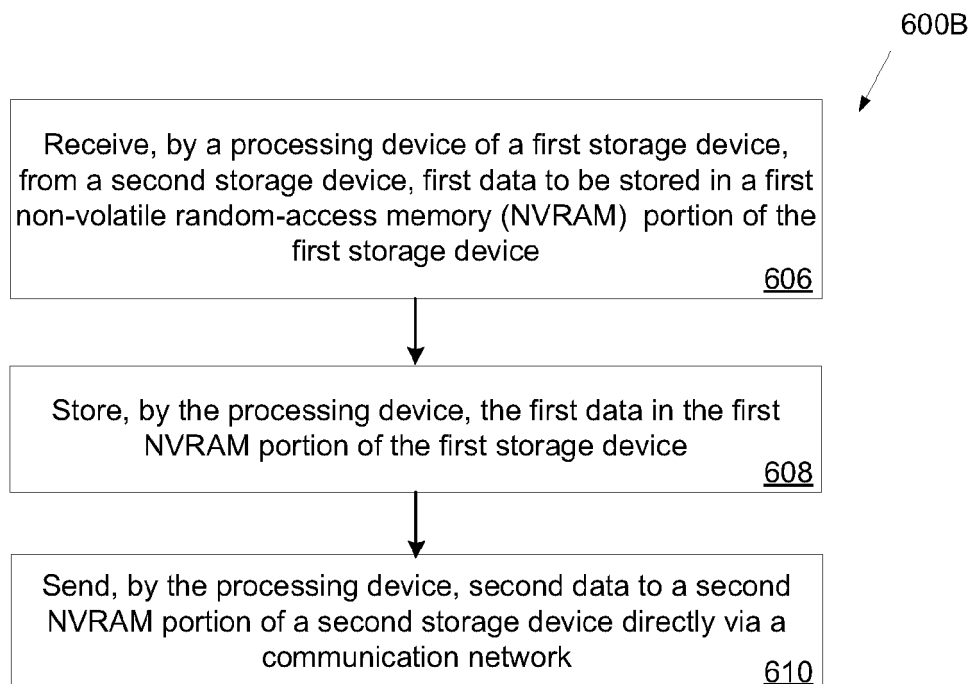 600B
Receive, by a processing device of a first storage device,
from a second storage device, first data to be stored in a first
non-volatile random-access memory (NVRAM) portion of the
first storage device
606
Store, by the processing device, the first data in the first
NVRAM portion of the first storage device
608
Send, by the processing device, second data to a second
NVRAM portion of a second storage device directly via a
communication network
610